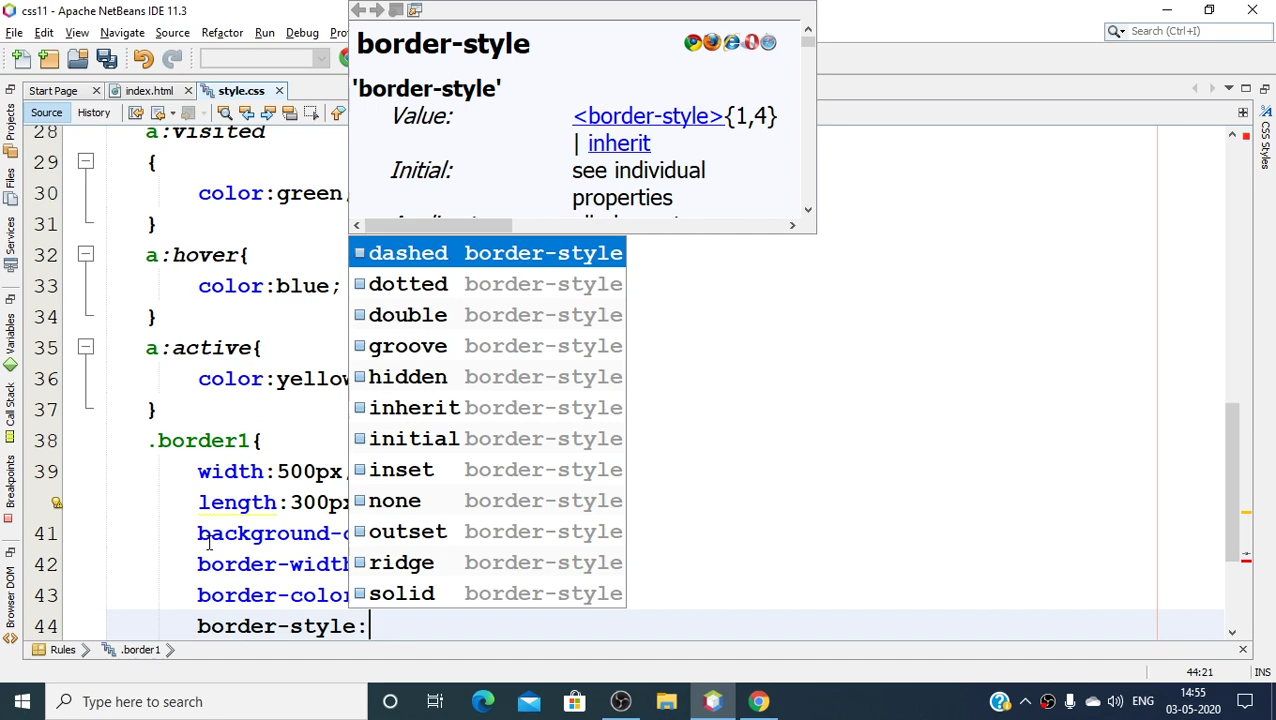 css11 - Apache NetBeans IDE 11.3
File Edit View Navigate Source Refactor Run Debug
Search (Ctrl+I)
Start Page index.html style.css
Source History
border-style
'border-style'
Value: <border-style>{1,4}
| inherit
Initial: see individual
properties
28 a:visited
29 {
30 color:green
31 }
32 a:hover{
33 color:blue;
34 }
35 a:active{
36 color:yellow
37 }
38 .border1{
39 width:500px
length:300px
41 background-
42 border-width
43 border-color
44 border-style:
dashed border-style
dotted border-style
double border-style
groove border-style
hidden border-style
inherit border-style
initial border-style
inset border-style
none border-style
outset border-style
ridge border-style
solid border-style
Projects
Files
Services
Variables
Call Stack
Breakpoints
Browser DOM
CSS Styles
Rules .border1
44:21 INS
Type here to search
ENG
14:55
03-05-2020